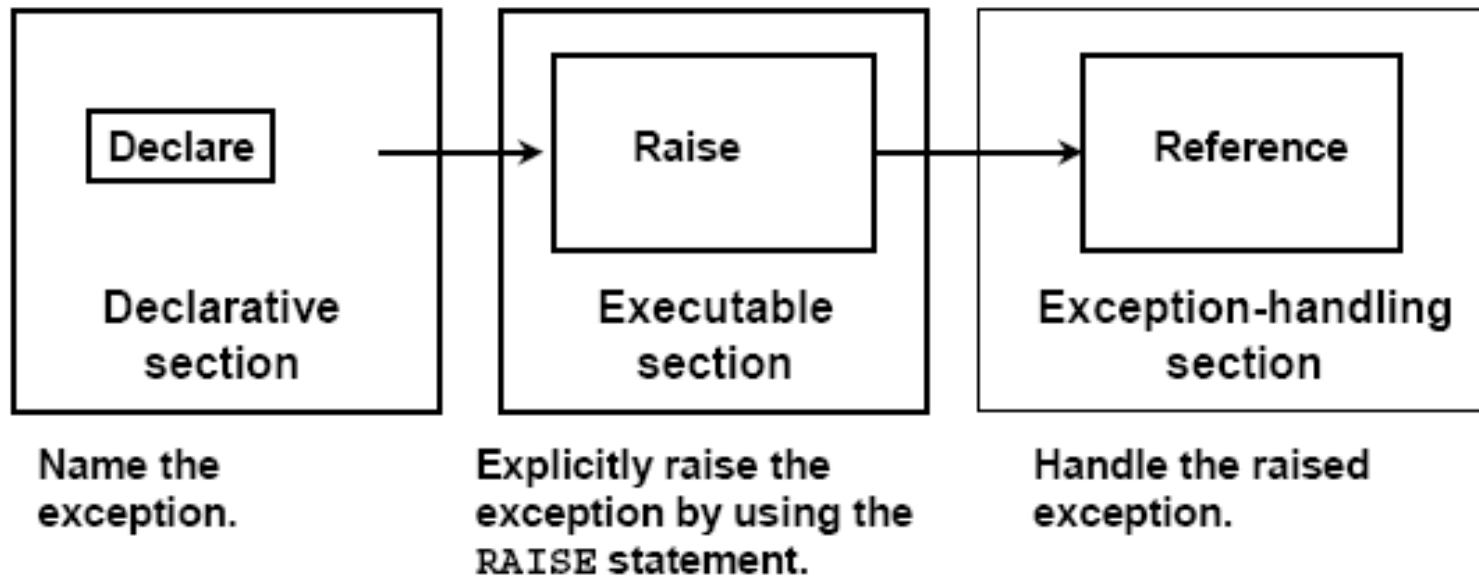 Declare
Declarative
section
Name the
exception.
Raise
Executable
section
Explicitly raise the
exception by using the
RAISE statement.
Reference
Exception-handling
section
Handle the raised
exception.